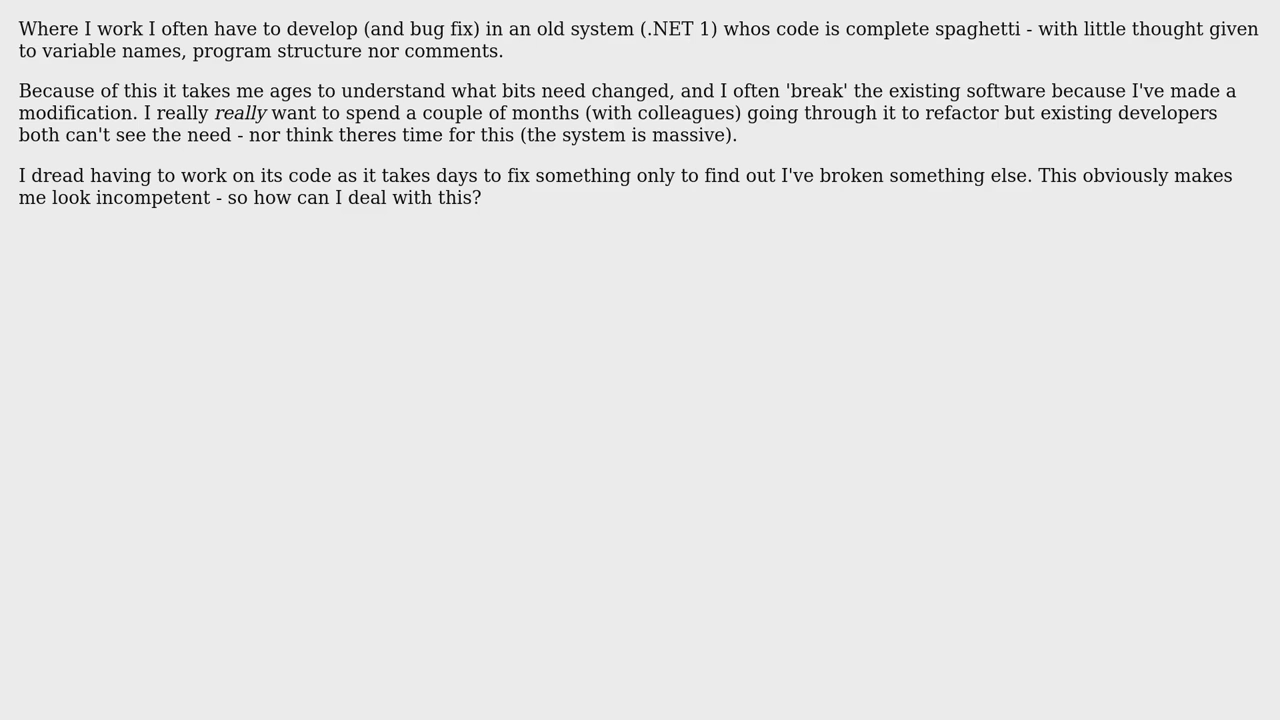 Where I work I often have to develop (and bug fix) in an old system (.NET 1) whos code is complete spaghetti - with little thought given
to variable names, program structure nor comments.
Because of this it takes me ages to understand what bits need changed, and I often 'break' the existing software because I've made a
modification. I really really want to spend a couple of months (with colleagues) going through it to refactor but existing developers
both can't see the need - nor think theres time for this (the system is massive).
I dread having to work on its code as it takes days to fix something only to find out I've broken something else. This obviously makes
me look incompetent - so how can I deal with this?